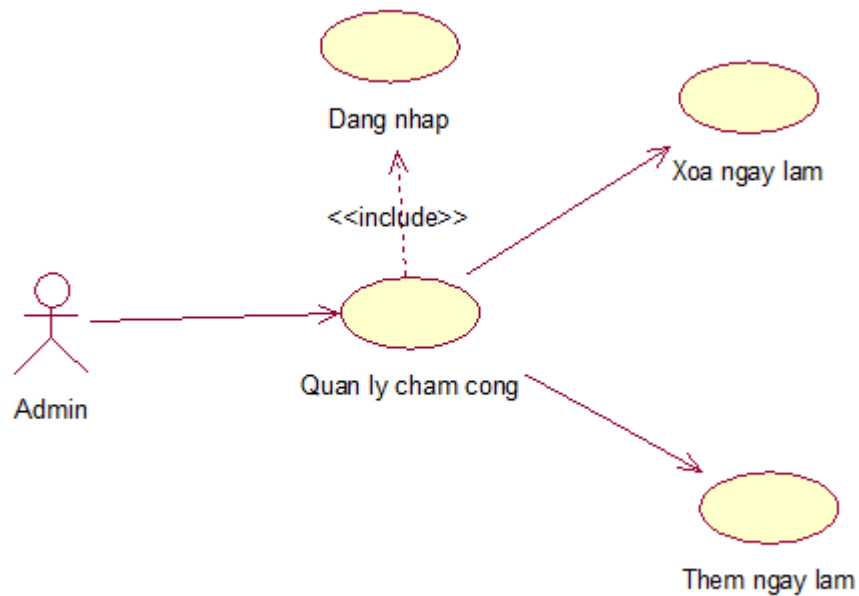 Dang nhap
Xoa ngay lam
<<include>>
Quan ly cham cong
Admin
Them ngay lam